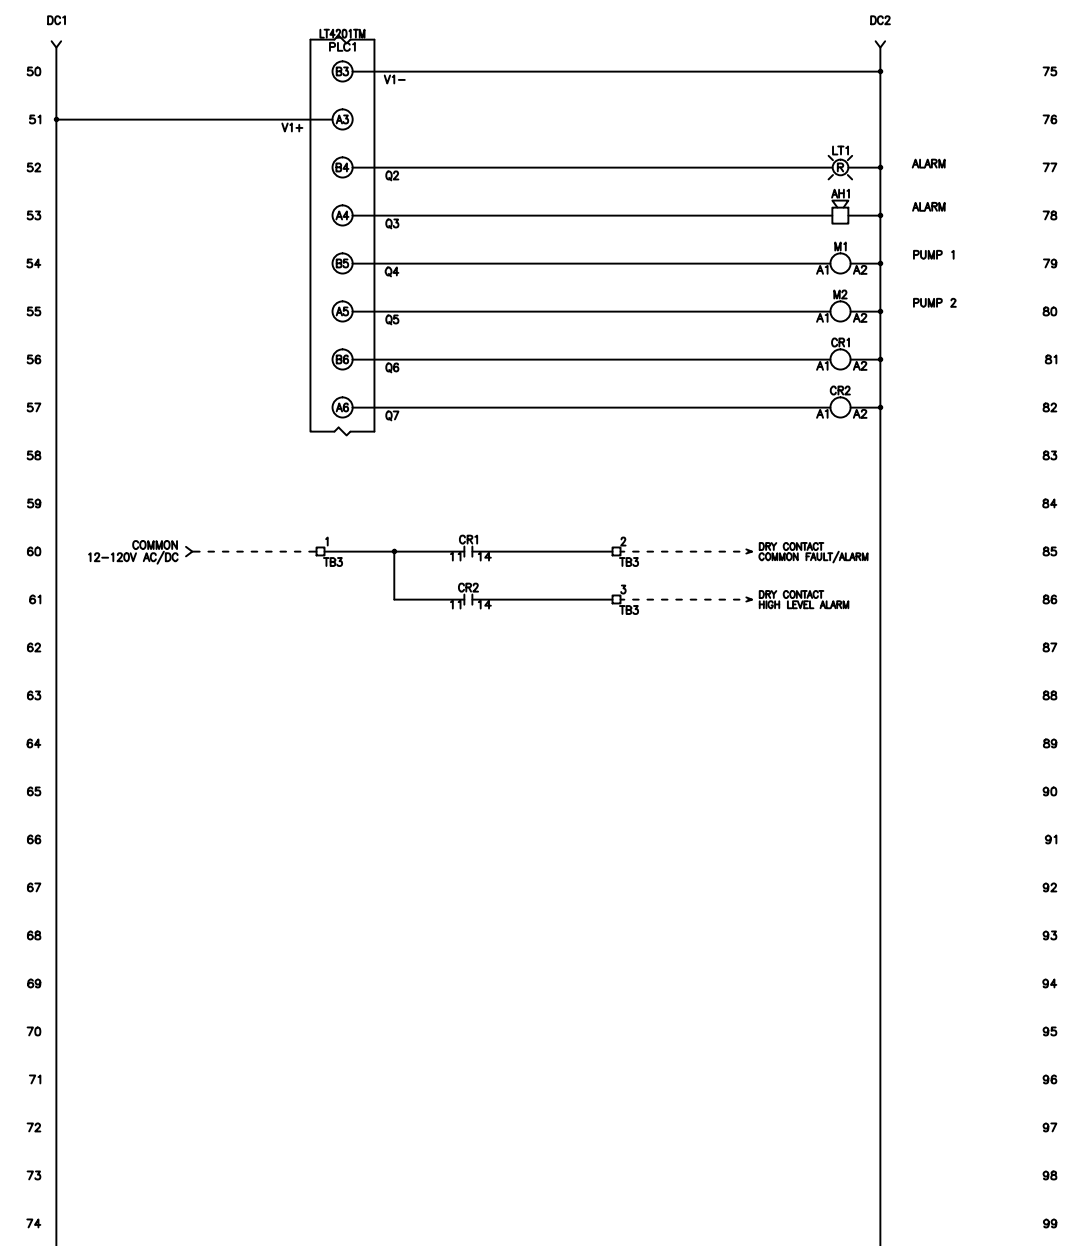 DC1
DC2
LT4201TM
PLC1
50
B3
V1-
75
51
V1+
A3
76
52
B4
Q2
LT1
R
ALARM
77
53
A4
Q3
AH1
ALARM
78
54
B5
Q4
M1
A1
A2
PUMP 1
79
55
A5
Q5
M2
A1
A2
PUMP 2
80
56
B6
Q6
CR1
A1
A2
81
57
A6
Q7
CR2
A1
A2
82
58
83
59
84
60
COMMON
12-120V AC/DC
1
TB3
CR1
11
14
2
TB3
DRY CONTACT
COMMON FAULT/ALARM
85
61
CR2
11
14
3
TB3
DRY CONTACT
HIGH LEVEL ALARM
86
62
87
63
88
64
89
65
90
66
91
67
92
68
93
69
94
70
95
71
96
72
97
73
98
74
99